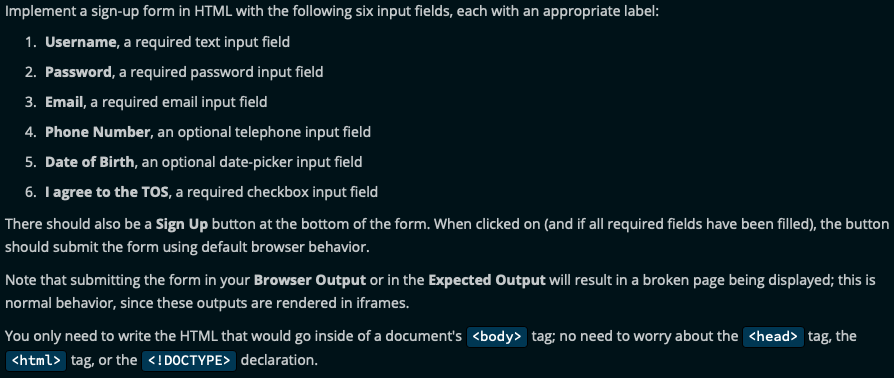 Implement a sign-up form in HTML with the following six input fields, each with an appropriate label:
1. Username, a required text input field
2. Password, a required password input field
3. Email, a required email input field
4. Phone Number, an optional telephone input field
5. Date of Birth, an optional date-picker input field
6. I agree to the TOS, a required checkbox input field
There should also be a Sign Up button at the bottom of the form. When clicked on (and if all required fields have been filled), the button
should submit the form using default browser behavior.
Note that submitting the form in your Browser Output or in the Expected Output will result in a broken page being displayed; this is
normal behavior, since these outputs are rendered in iframes.
You only need to write the HTML that would go inside of a document's <body> tag; no need to worry about the <head> tag, the
<html> tag, or the <!DOCTYPE> declaration.